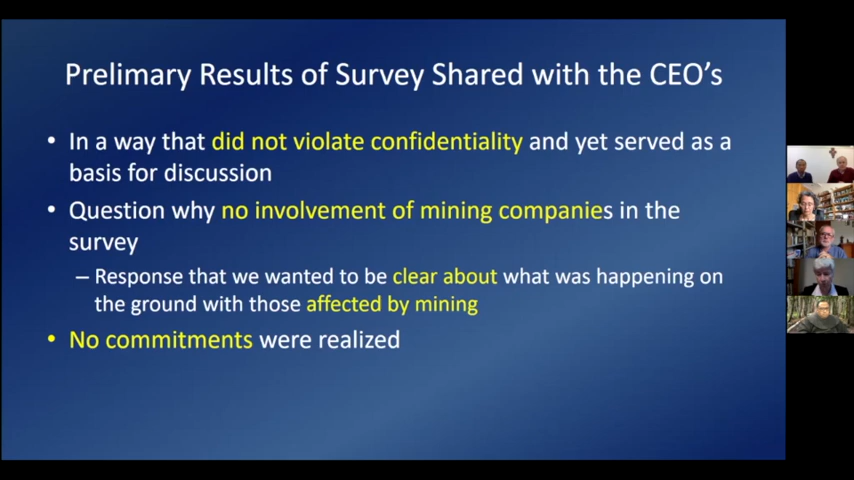 Prelimary Results of Survey Shared with the CEO's
• In a way that did not violate confidentiality and yet served as a
basis for discussion
• Question why no involvement of mining companies in the
survey
– Response that we wanted to be clear about what was happening on
the ground with those affected by mining
• No commitments were realized